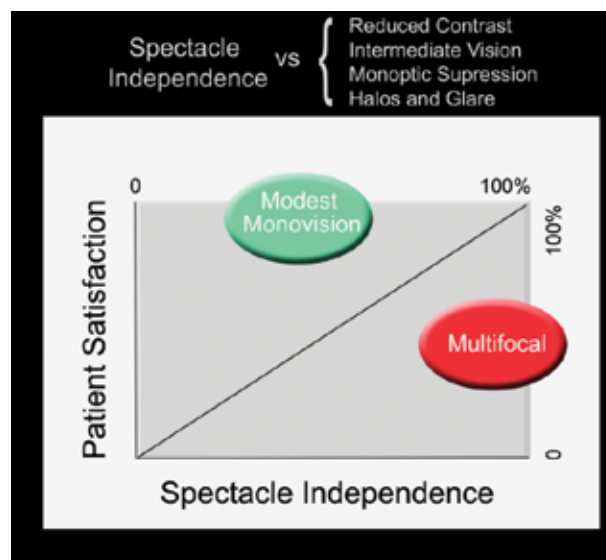 Spectacle
Independence
vs
Reduced Contrast
Intermediate Vision
Monoptic Supression
Halos and Glare
0
100%
Modest
Monovision
100%
Patient Satisfaction
Multifocal
0
Spectacle Independence